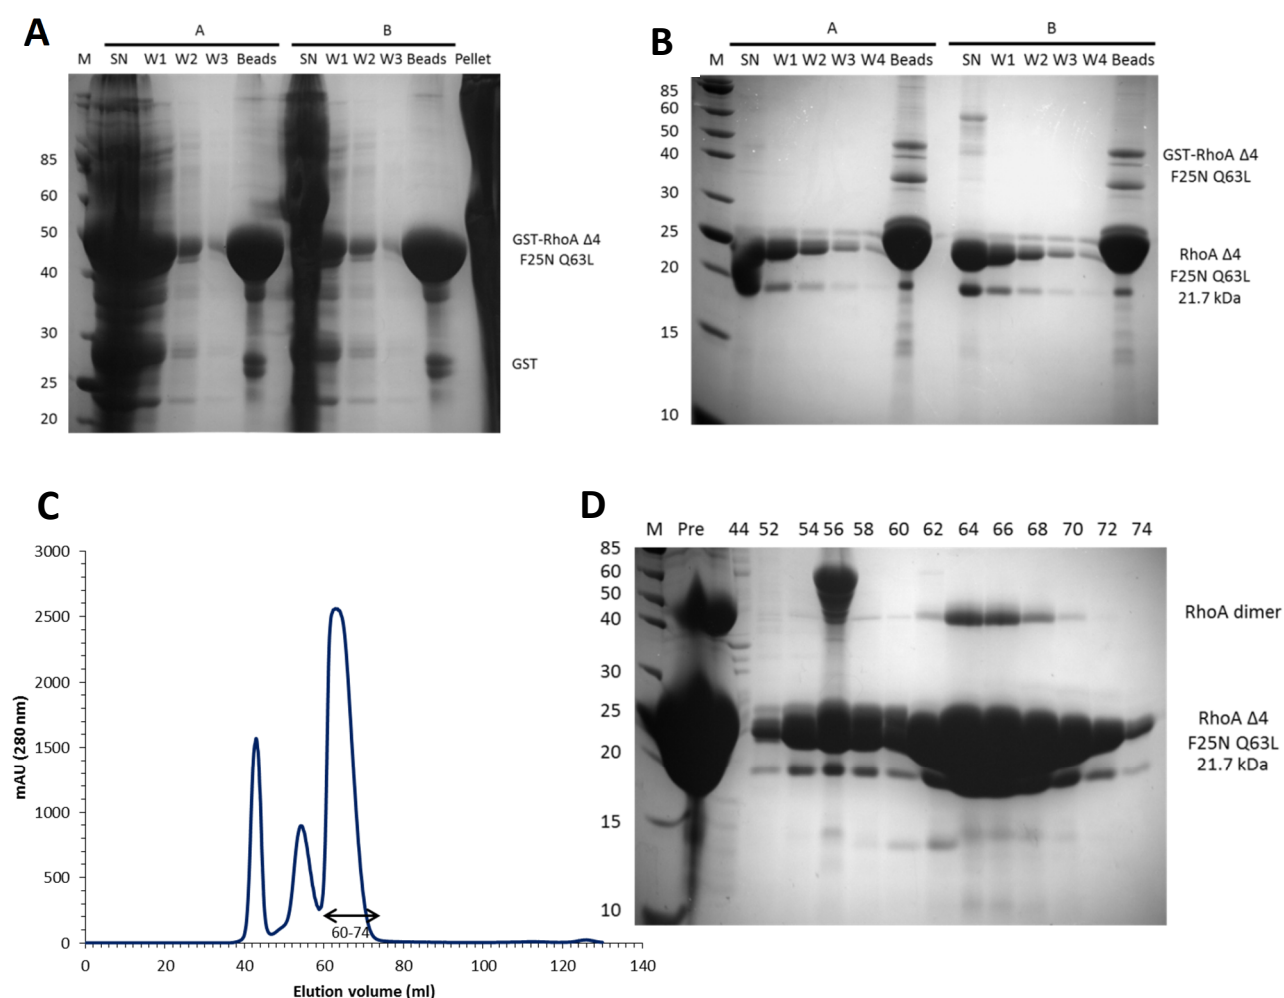 A
A B
M SN W1 W2 W3 Beads SN W1 W2 W3 Beads Pellet
85
60
50
40
30
25
20
GST-RhoA Δ4
F25N Q63L
GST
B
A B
M SN W1 W2 W3 W4 Beads SN W1 W2 W3 W4 Beads
85
60
50
40
30
25
20
15
10
GST-RhoA Δ4
F25N Q63L
RhoA Δ4
F25N Q63L
21.7 kDa
C
3000
2500
2000
1500
1000
500
0
mAU (280 nm)
60-74
0 20 40 60 80 100 120 140
Elution volume (ml)
D
M Pre 44 52 54 56 58 60 62 64 66 68 70 72 74
85
60
50
40
30
25
20
15
10
RhoA dimer
RhoA Δ4
F25N Q63L
21.7 kDa